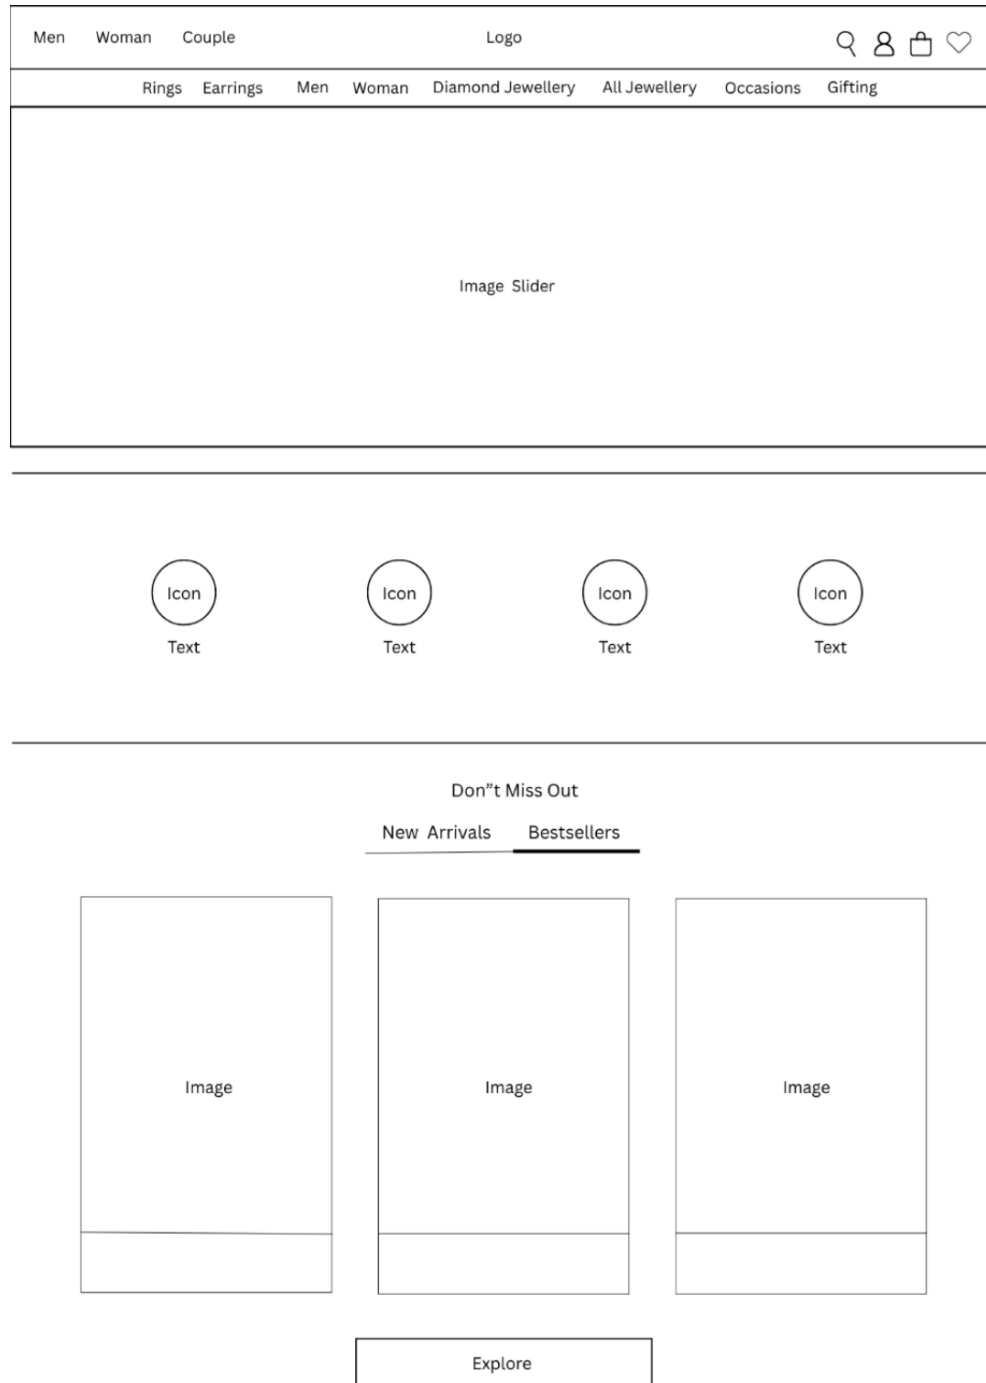 Men Woman Couple Logo
Rings Earrings Men Woman Diamond Jewellery All Jewellery Occasions Gifting
Image Slider
Icon Icon Icon Icon
Text Text Text Text
Don”t Miss Out
New Arrivals Bestsellers
Image Image Image
Explore